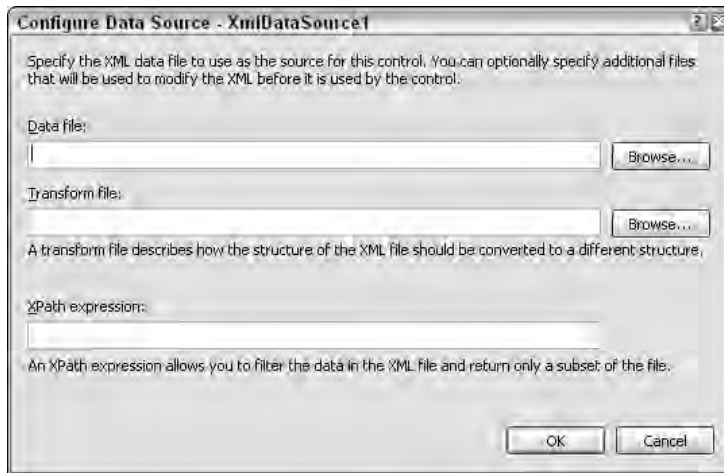 Configure Data Source - XmlDataSource1
Specify the XML data file to use as the source for this control. You can optionally specify additional files
that will be used to modify the XML before it is used by the control.
Data file:
Browse...
Transform file:
Browse...
A transform file describes how the structure of the XML file should be converted to a different structure.
XPath expression:
An XPath expression allows you to filter the data in the XML file and return only a subset of the file.
OK Cancel